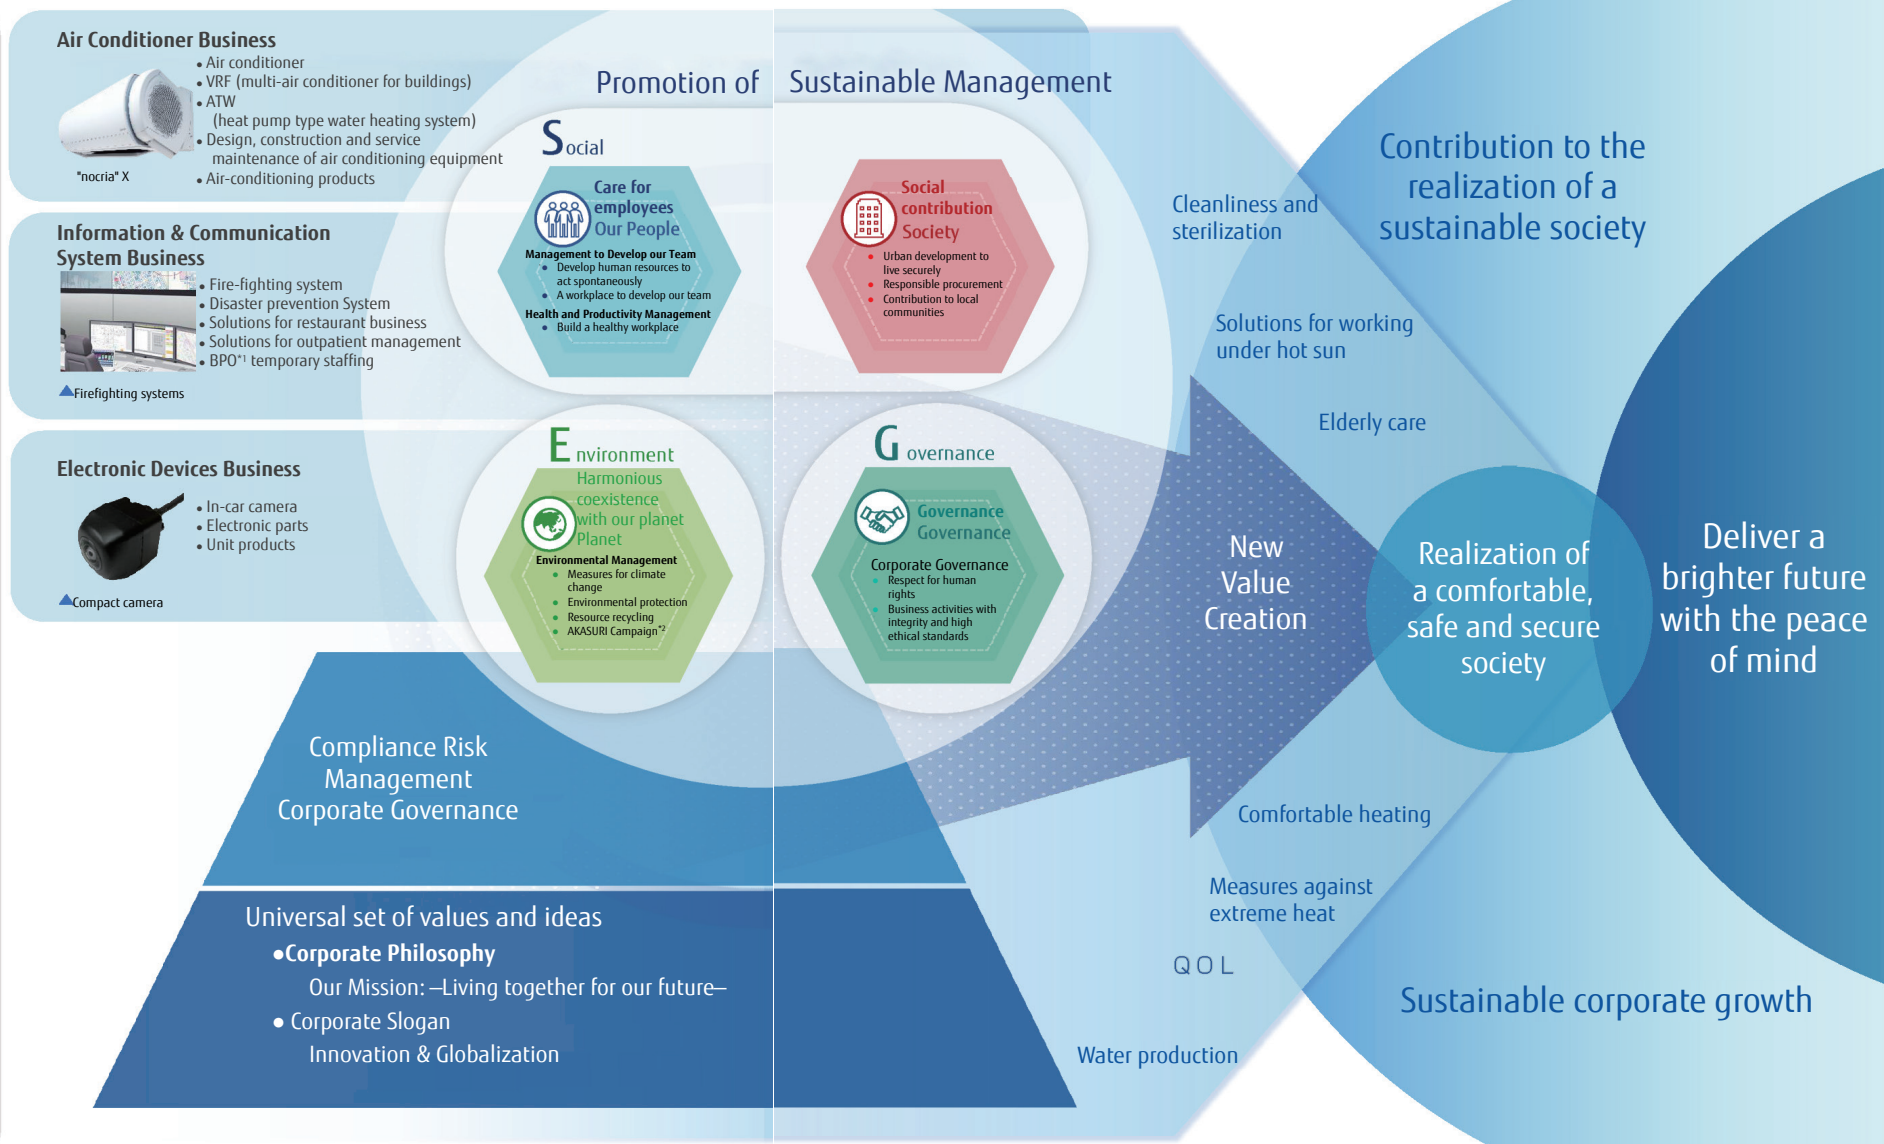 Air Conditioner Business
● Air conditioner
● VRF (multi-air conditioner for buildings)
● ATW
(heat pump type water heating system)
● Design, construction and service
maintenance of air conditioning equipment
● Air-conditioning products
"nocria" X
Information & Communication
System Business
● Fire-fighting system
● Disaster prevention System
● Solutions for restaurant business
● Solutions for outpatient management
● BPO*1 temporary staffing
Firefighting systems
Electronic Devices Business
● In-car camera
● Electronic parts
● Unit products
Compact camera
Promotion of Sustainable Management
Social
Care for
employees
Our People
Management to Develop our Team
● Develop human resources to
act spontaneously
● A workplace to develop our team
Health and Productivity Management
● Build a healthy workplace
Social
contribution
Society
● Urban development to
live securely
● Responsible procurement
● Contribution to local
communities
Environment
Harmonious
coexistence
with our planet
Planet
Environmental Management
● Measures for climate
change
● Environmental protection
● Resource recycling
● AKASURI Campaign*2
Governance
Governance
Governance
Corporate Governance
● Respect for human
rights
● Business activities with
integrity and high
ethical standards
Compliance Risk
Management
Corporate Governance
Universal set of values and ideas
●Corporate Philosophy
Our Mission: –Living together for our future–
● Corporate Slogan
Innovation & Globalization
Cleanliness and
sterilization
Solutions for working
under hot sun
Elderly care
New
Value
Creation
Comfortable heating
Measures against
extreme heat
QOL
Water production
Contribution to the
realization of a
sustainable society
Realization of
a comfortable,
safe and secure
society
Deliver a
brighter future
with the peace
of mind
Sustainable corporate growth